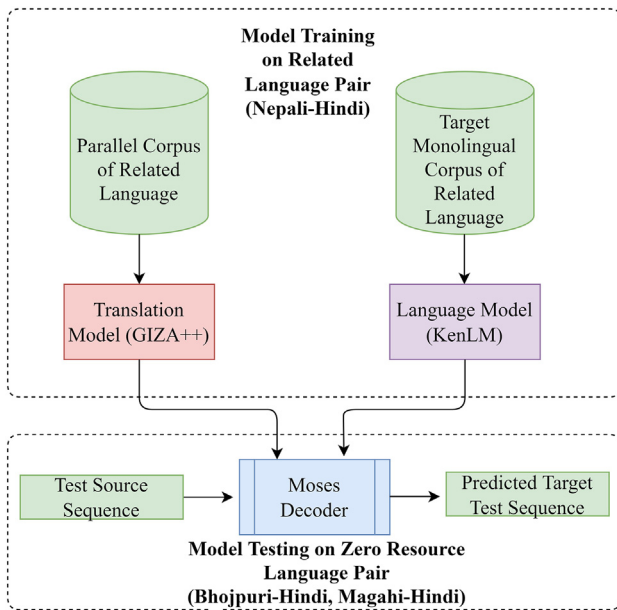 Model Training
on Related
Language Pair
(Nepali-Hindi)
Parallel Corpus
of Related
Language
Target
Monolingual
Corpus of
Related
Language
Translation
Model (GIZA++)
Language Model
(KenLM)
Test Source
Sequence
Moses
Decoder
Predicted Target
Test Sequence
Model Testing on Zero Resource
Language Pair
(Bhojpuri-Hindi, Magahi-Hindi)